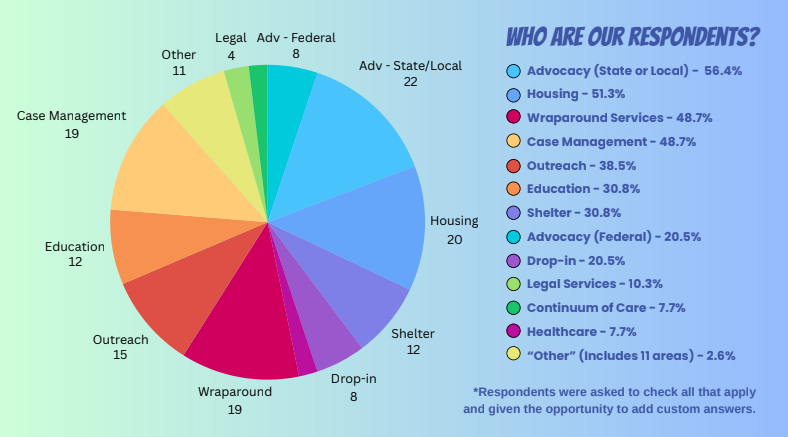 WHO ARE OUR RESPONDENTS?
Legal
4
Adv - Federal
8
Other
11
Adv - State/Local
22
Case Management
19
Housing
20
Education
12
Shelter
12
Outreach
15
Drop-in
8
Wraparound
19
Advocacy (State or Local) - 56.4%
Housing - 51.3%
Wraparound Services - 48.7%
Case Management - 48.7%
Outreach - 38.5%
Education - 30.8%
Shelter - 30.8%
Advocacy (Federal) - 20.5%
Drop-in - 20.5%
Legal Services - 10.3%
Continuum of Care - 7.7%
Healthcare - 7.7%
“Other” (Includes 11 areas) - 2.6%
*Respondents were asked to check all that apply
and given the opportunity to add custom answers.